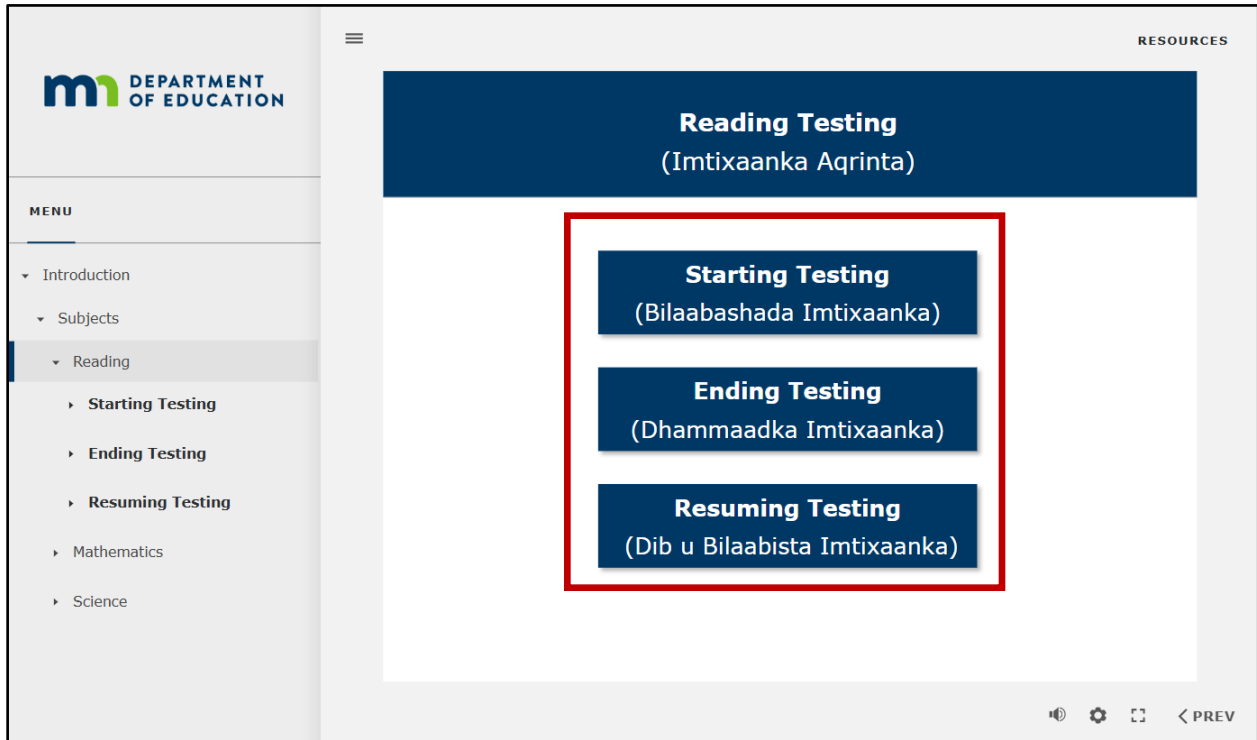 DEPARTMENT
OF EDUCATION
MENU
Introduction
Subjects
Reading
Starting Testing
Ending Testing
Resuming Testing
Mathematics
Science
RESOURCES
Reading Testing
(Imtixaanka Aqrinta)
Starting Testing
(Bilaabashada Imtixaanka)
Ending Testing
(Dhammaadka Imtixaanka)
Resuming Testing
(Dib u Bilaabista Imtixaanka)
PREV